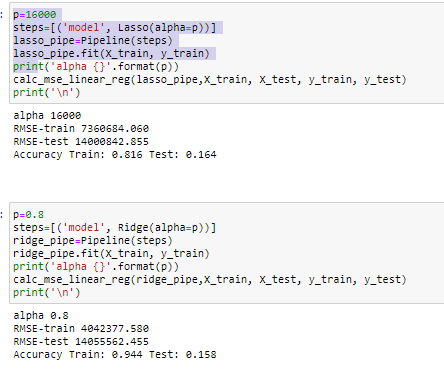 : p=16000
steps=[('model', Lasso(alpha=p))]
lasso_pipe=Pipeline(steps)
lasso_pipe.fit(X_train, y_train)
print('alpha {}'.format(p))
calc_mse_linear_reg(lasso_pipe,X_train, X_test, y_train, y_test)
print('\n')
alpha 16000
RMSE-train 7360684.060
RMSE-test 14000842.855
Accuracy Train: 0.816 Test: 0.164
: p=0.8
steps=[('model', Ridge(alpha=p))]
ridge_pipe=Pipeline(steps)
ridge_pipe.fit(X_train, y_train)
print('alpha {}'.format(p))
calc_mse_linear_reg(ridge_pipe,X_train, X_test, y_train, y_test)
print('\n')
alpha 0.8
RMSE-train 4042377.580
RMSE-test 14055562.455
Accuracy Train: 0.944 Test: 0.158